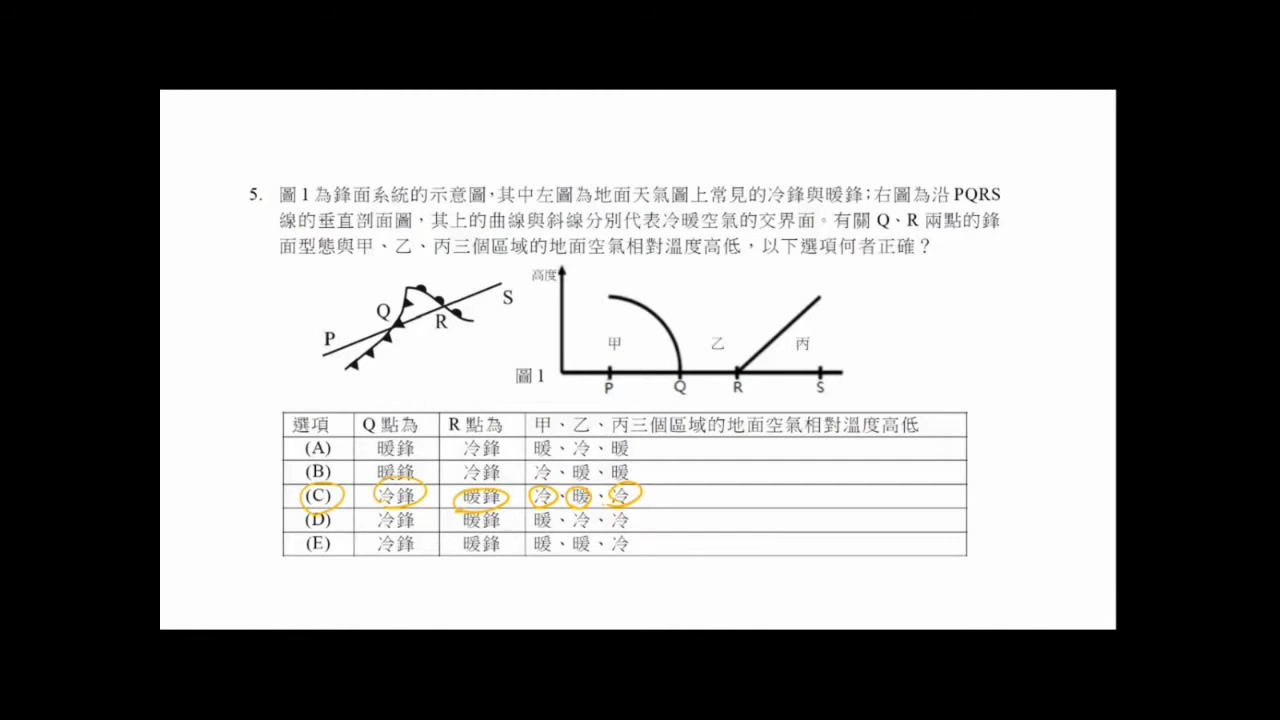 5. 圖 1 為鋒面系統的示意圖,其中左圖為地面天氣圖上常見的冷鋒與暖鋒;右圖為沿 PQRS
線的垂直剖面圖,其上的曲線與斜線分別代表冷暖空氣的交界面。有關 Q、R 兩點的鋒
面型態與甲、乙、丙三個區域的地面空氣相對溫度高低,以下選項何者正確?
P Q R S
高度
甲 乙 丙
P Q R S
圖 1
選項 Q 點為 R 點為 甲、乙、丙三個區域的地面空氣相對溫度高低
(A) 暖鋒 冷鋒 暖、冷、暖
(B) 暖鋒 冷鋒 冷、暖、暖
(C) 冷鋒 暖鋒 冷、暖、冷
(D) 冷鋒 暖鋒 暖、冷、冷
(E) 冷鋒 暖鋒 暖、暖、冷